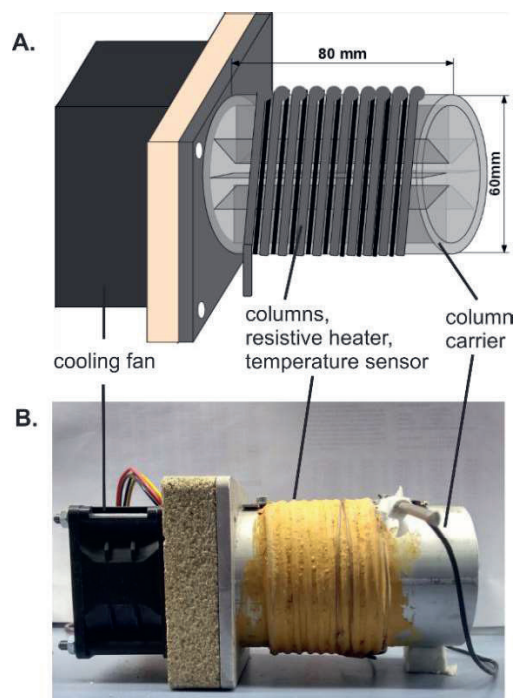 A.
80 mm
60mm
cooling fan
columns,
resistive heater,
temperature sensor
column
carrier
B.